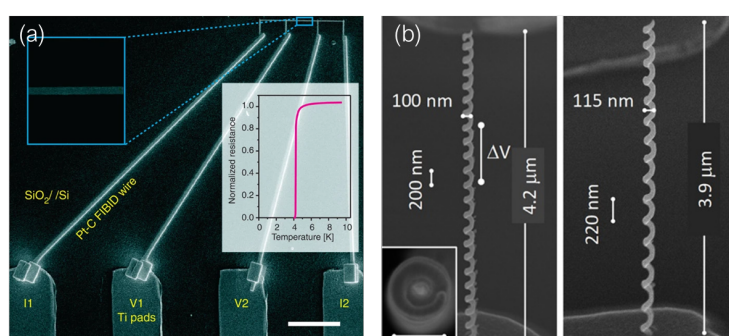 (a)
SiO2/ /Si
Pt-C FIBID wire
Normalized resistance
1.0
0.8
0.6
0.4
0.2
0.0
0 2 4 6 8 10
Temperature [K]
I1
V1
Ti pads
V2
I2
(b)
100 nm
200 nm
ΔV
4.2 μm
115 nm
220 nm
3.9 μm